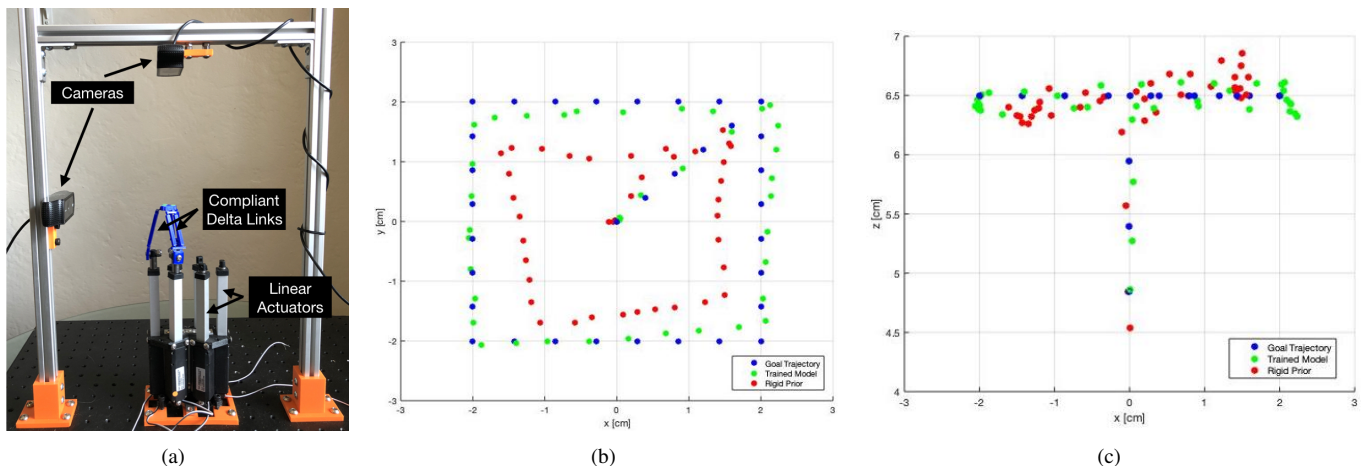 Cameras
Compliant
Delta Links
Linear
Actuators
(a)
3
2
1
0
-1
-2
-3
y [cm]
-3
-2
-1
0
1
2
3
x [cm]
Goal Trajectory
Trained Model
Rigid Prior
(b)
7
6.5
6
5.5
5
4.5
4
z [cm]
-3
-2
-1
0
1
2
3
x [cm]
Goal Trajectory
Trained Model
Rigid Prior
(c)